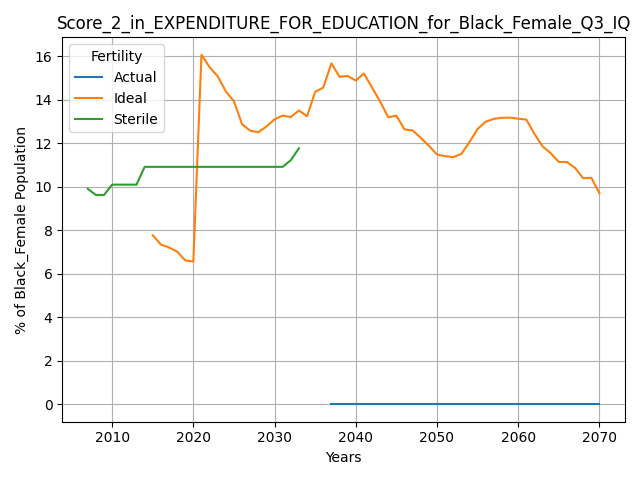 Score_2_in_EXPENDITURE_FOR_EDUCATION_for_Black_Female_Q3_IQ
Fertility
Actual
Ideal
Sterile
% of Black_Female Population
16
14
12
10
8
6
4
2
0
2010 2020 2030 2040 2050 2060 2070
Years